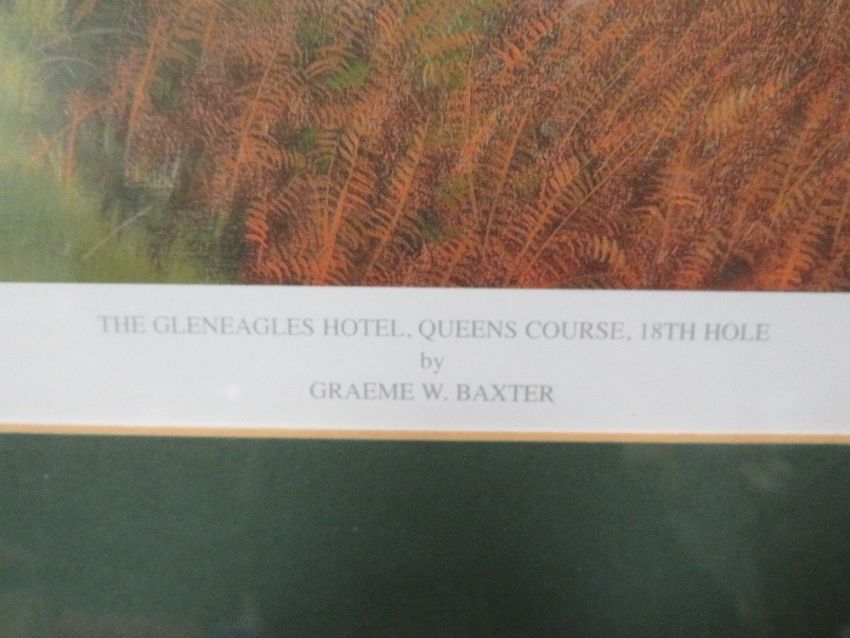 THE GLENEAGLES HOTEL, QUEENS COURSE, 18TH HOLE
by
GRAEME W. BAXTER